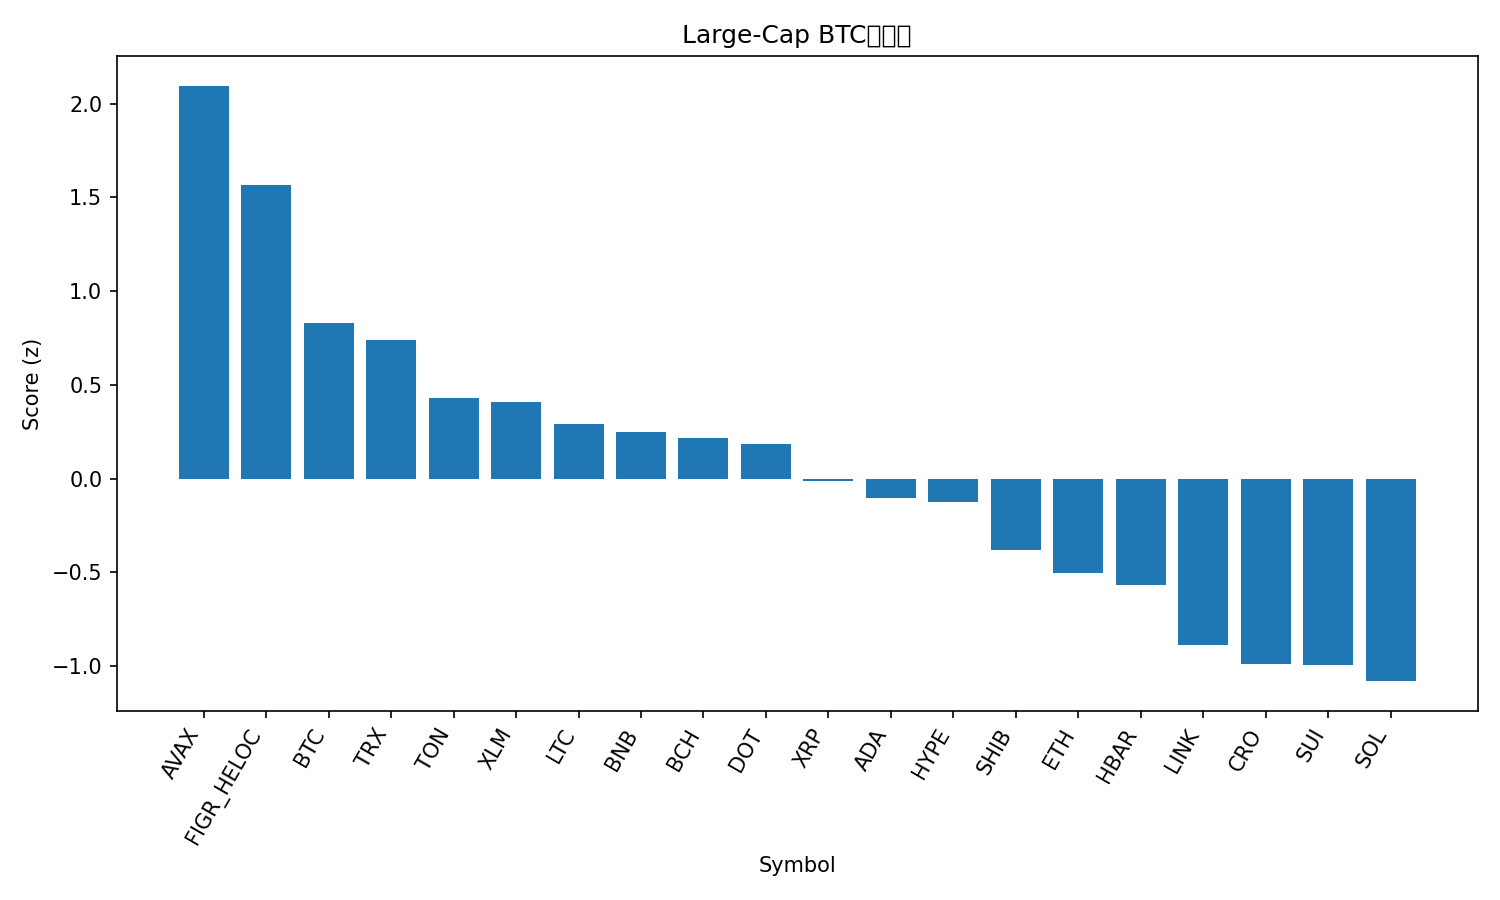 Large-Cap BTC
Score (z)
2.0
1.5
1.0
0.5
0.0
−0.5
−1.0
AVAX
FIGR_HELOC
BTC
TRX
TON
XLM
LTC
BNB
BCH
DOT
XRP
ADA
HYPE
SHIB
ETH
HBAR
LINK
CRO
SUI
SOL
Symbol